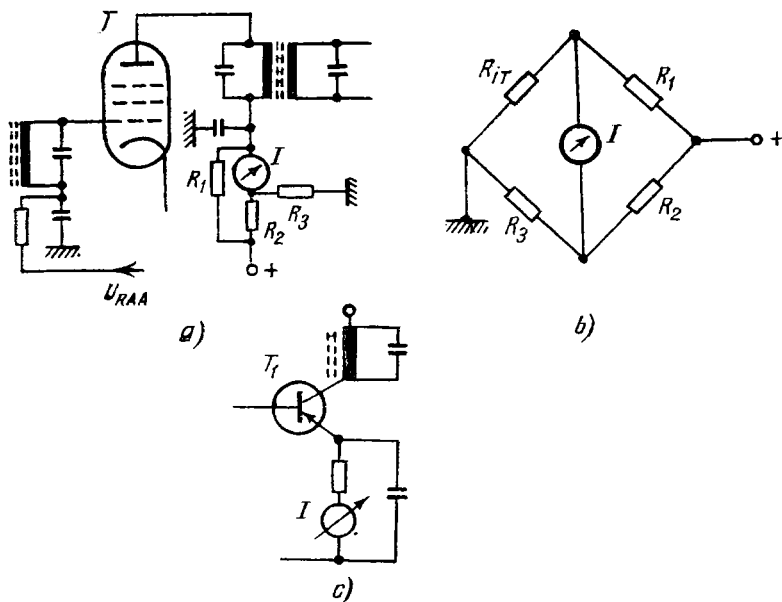 T
I
R1
R3
R2
+
URAA
a)
RiT
R1
I
+
R3
R2
b)
T1
I
c)